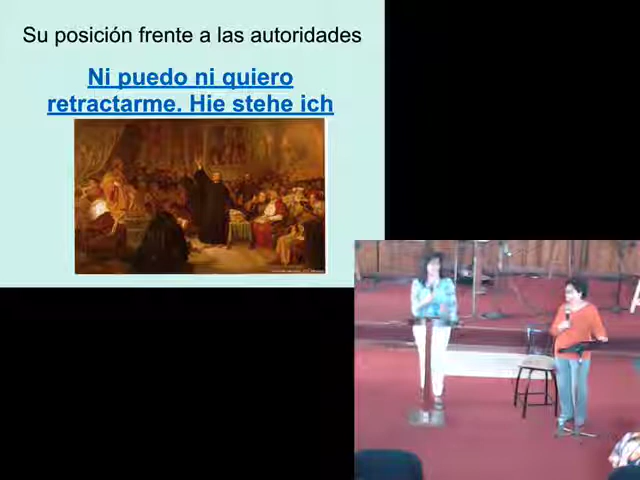 Su posición frente a las autoridades
Ni puedo ni quiero
retractarme. Hie stehe ich